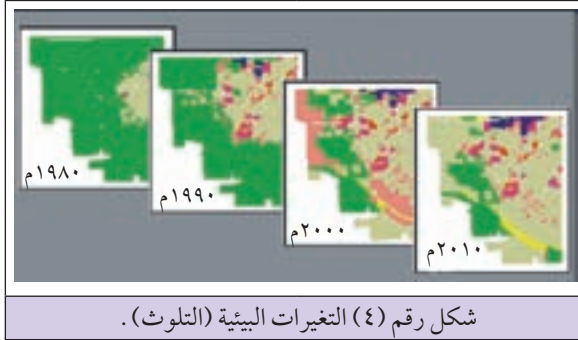 ١٩٨٠م
١٩٩٠م
٢٠٠٠م
٢٠١٠م
شكل رقم (٤) التغيرات البيئية (التلوث) .